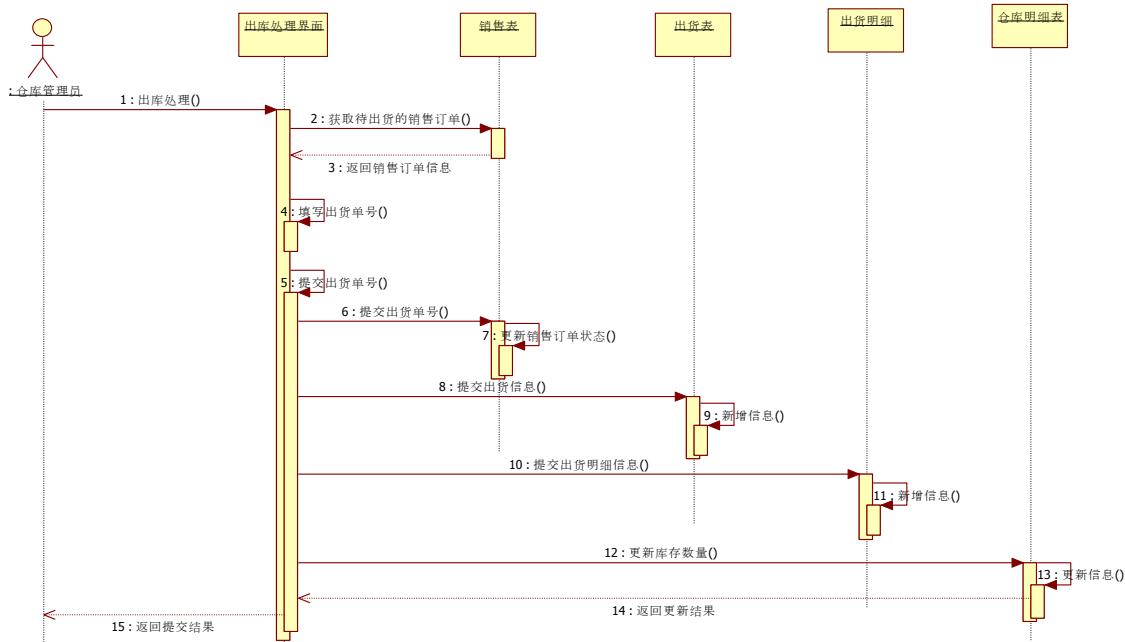 出库处理界面
销售表
出货表
出货明细
仓库明细表
: 仓库管理员
1 : 出库处理()
2 : 获取待出货的销售订单()
3 : 返回销售订单信息
4 : 填写出货单号()
5 : 提交出货单号()
6 : 提交出货单号()
7 : 更新销售订单状态()
8 : 提交出货信息()
9 : 新增信息()
10 : 提交出货明细信息()
11 : 新增信息()
12 : 更新库存数量()
13 : 更新信息()
14 : 返回更新结果
15 : 返回提交结果